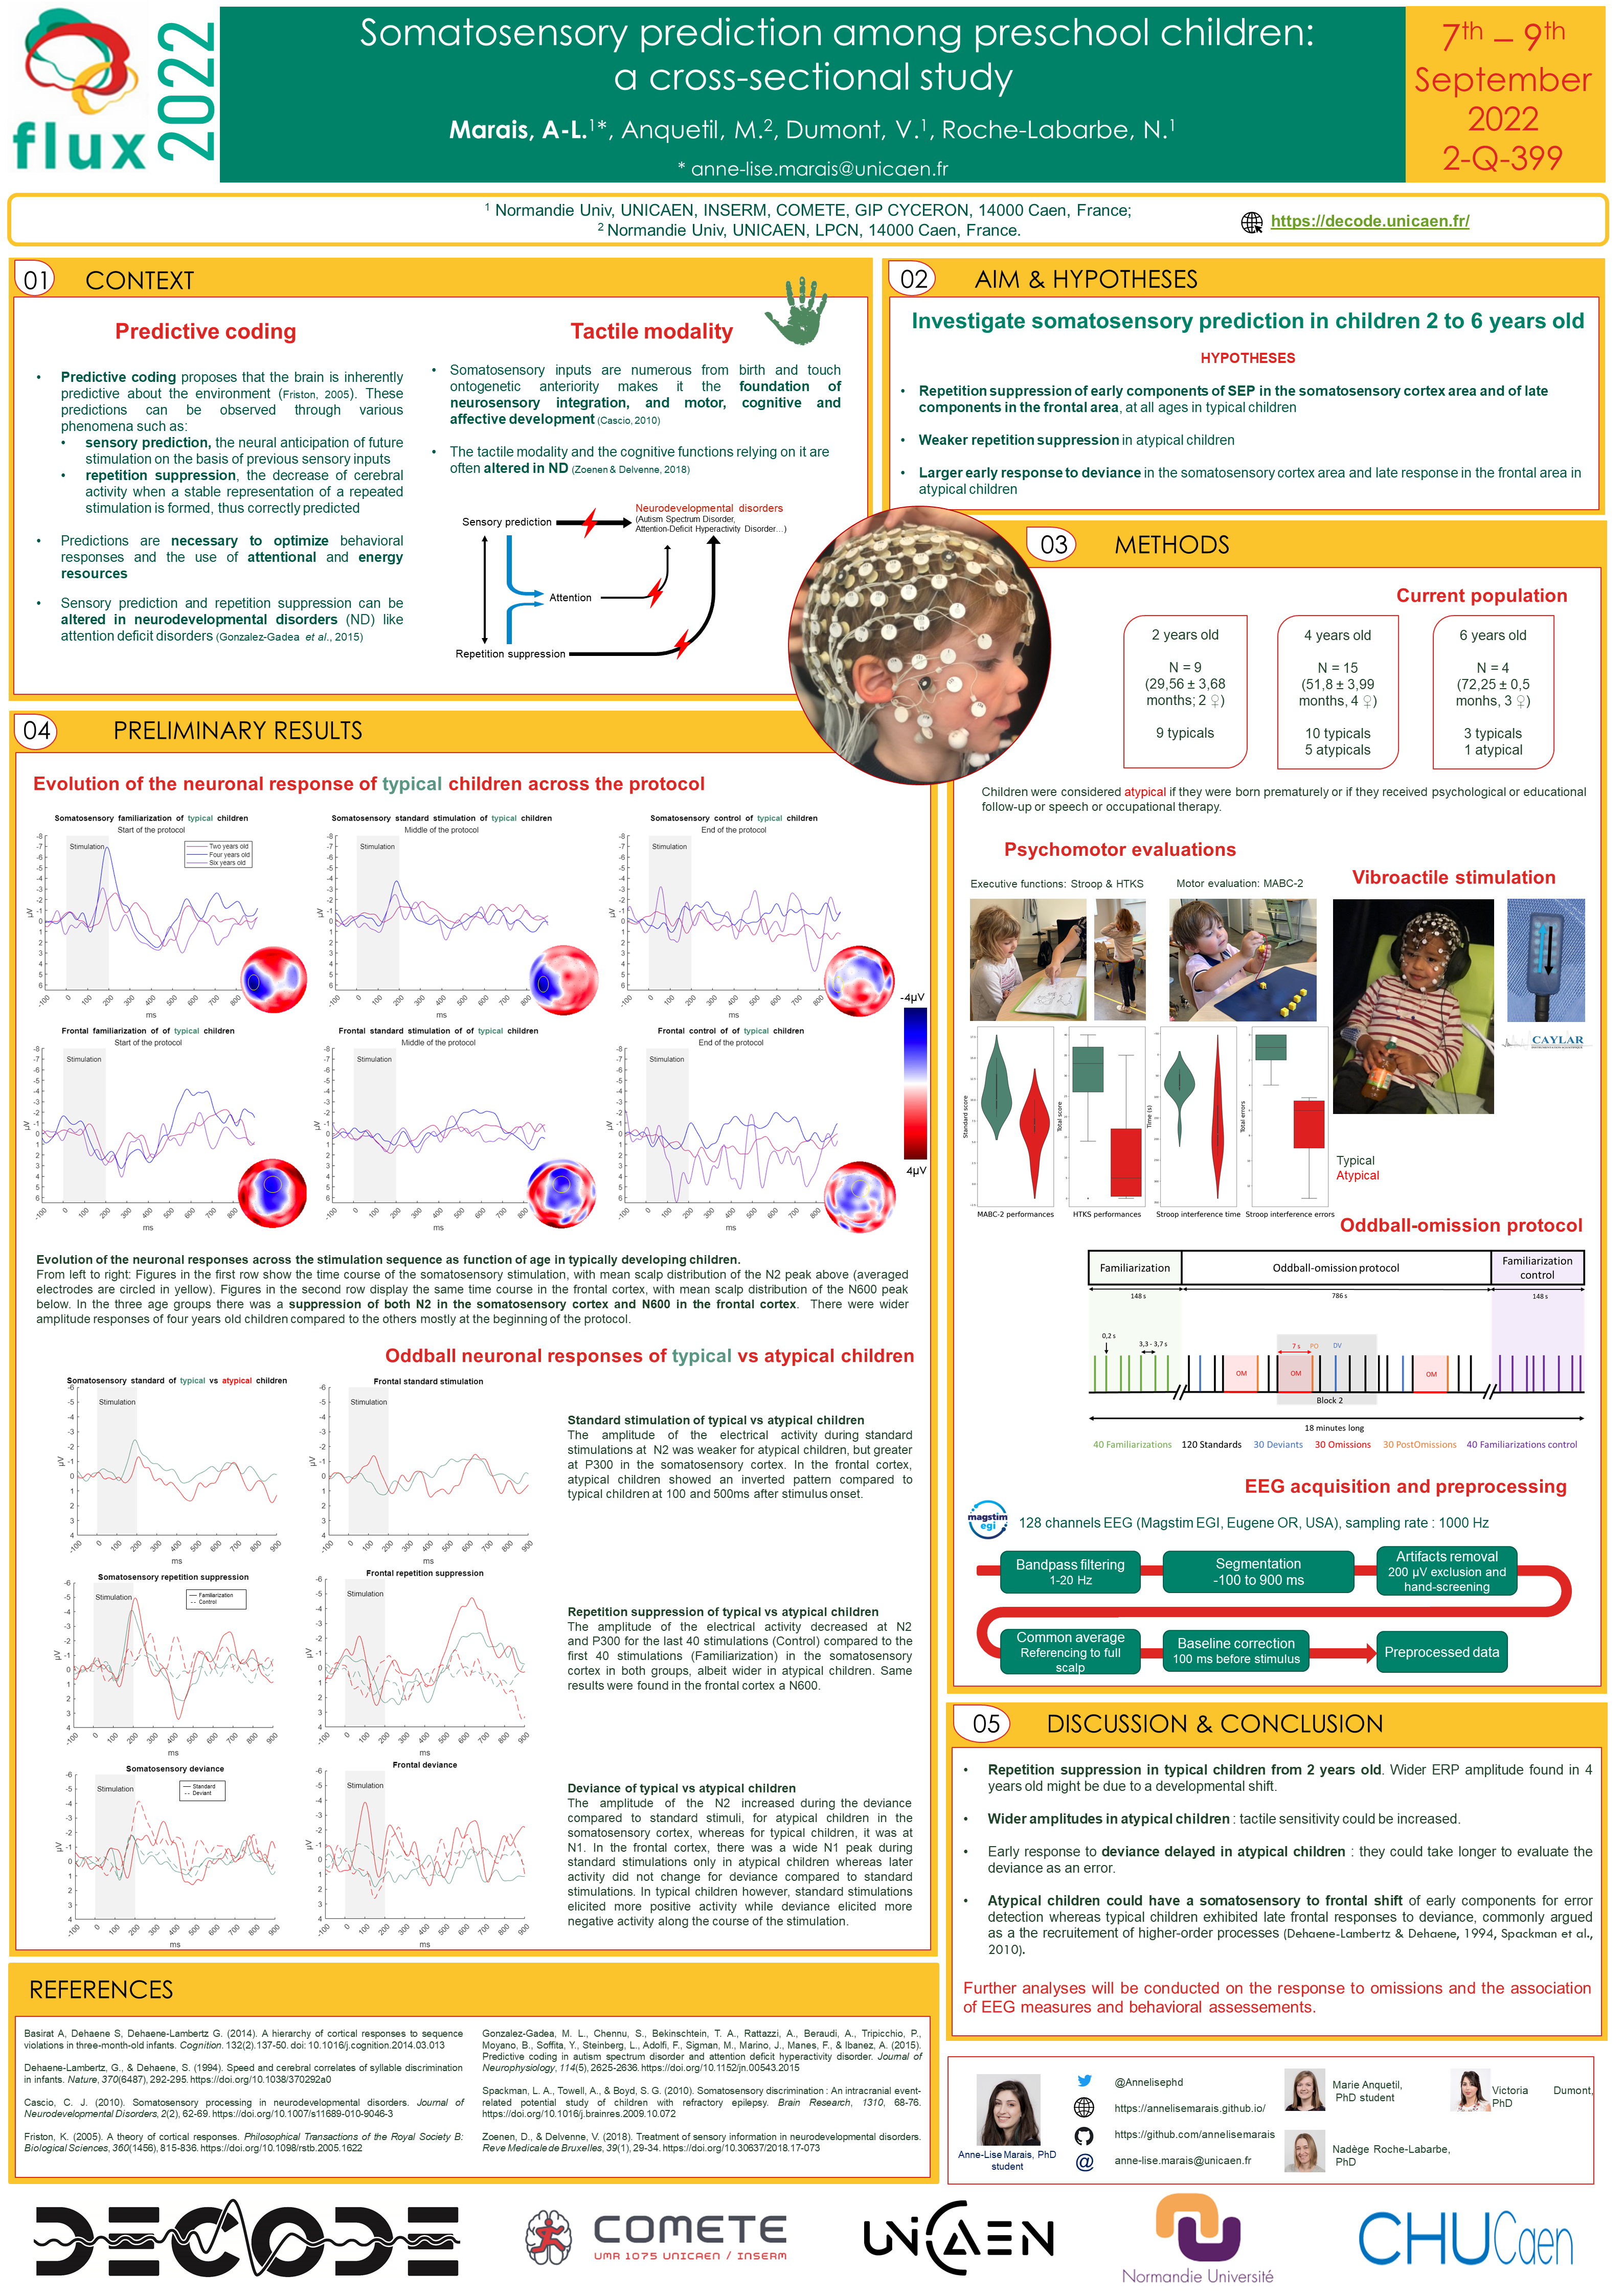 flux
2022
Somatosensory prediction among preschool children:
a cross-sectional study
Marais, A-L.1*, Anquetil, M.2, Dumont, V.1, Roche-Labarbe, N.1
* anne-lise.marais@unicaen.fr
7th – 9th
September
2022
2-Q-399
1 Normandie Univ, UNICAEN, INSERM, COMETE, GIP CYCERON, 14000 Caen, France;
2 Normandie Univ, UNICAEN, LPCN, 14000 Caen, France.
https://decode.unicaen.fr/
01 CONTEXT
Predictive coding
• Predictive coding proposes that the brain is inherently
predictive about the environment (Friston, 2005). These
predictions can be observed through various
phenomena such as:
• sensory prediction, the neural anticipation of future
stimulation on the basis of previous sensory inputs
• repetition suppression, the decrease of cerebral
activity when a stable representation of a repeated
stimulation is formed, thus correctly predicted
• Predictions are necessary to optimize behavioral
responses and the use of attentional and energy
resources
• Sensory prediction and repetition suppression can be
altered in neurodevelopmental disorders (ND) like
attention deficit disorders (Gonzalez-Gadea et al., 2015)
Tactile modality
• Somatosensory inputs are numerous from birth and touch
ontogenetic anteriority makes it the foundation of
neurosensory integration, and motor, cognitive and
affective development (Cascio, 2010)
• The tactile modality and the cognitive functions relying on it are
often altered in ND (Zoenen & Delvenne, 2018)
Sensory prediction
Neurodevelopmental disorders
(Autism Spectrum Disorder,
Attention-Deficit Hyperactivity Disorder…)
Attention
Repetition suppression
02 AIM & HYPOTHESES
Investigate somatosensory prediction in children 2 to 6 years old
HYPOTHESES
• Repetition suppression of early components of SEP in the somatosensory cortex area and of late
components in the frontal area, at all ages in typical children
• Weaker repetition suppression in atypical children
• Larger early response to deviance in the somatosensory cortex area and late response in the frontal area in
atypical children
03 METHODS
Current population
2 years old
N = 9
(29,56 ± 3,68
months; 2 ♀)
9 typicals
4 years old
N = 15
(51,8 ± 3,99
months, 4 ♀)
10 typicals
5 atypicals
6 years old
N = 4
(72,25 ± 0,5
monhs, 3 ♀)
3 typicals
1 atypical
Children were considered atypical if they were born prematurely or if they received psychological or educational
follow-up or speech or occupational therapy.
Psychomotor evaluations
Executive functions: Stroop & HTKS
Motor evaluation: MABC-2
Vibroactile stimulation
CAYLAR
Standard score
Total score
Time (s)
Total errors
MABC-2 performances
HTKS performances
Stroop interference time
Stroop interference errors
Typical
Atypical
Oddball-omission protocol
Familiarization
Oddball-omission protocol
Familiarization
control
148 s
786 s
148 s
0,2 s
3,3 - 3,7 s
7 s
PO
DV
OM
OM
OM
Block 2
18 minutes long
40 Familiarizations 120 Standards 30 Deviants 30 Omissions 30 PostOmissions 40 Familiarizations control
EEG acquisition and preprocessing
magstim
egi
128 channels EEG (Magstim EGI, Eugene OR, USA), sampling rate : 1000 Hz
Bandpass filtering
1-20 Hz
Segmentation
-100 to 900 ms
Artifacts removal
200 µV exclusion and
hand-screening
Common average
Referencing to full
scalp
Baseline correction
100 ms before stimulus
Preprocessed data
04 PRELIMINARY RESULTS
Evolution of the neuronal response of typical children across the protocol
Somatosensory familiarization of typical children
Start of the protocol
Stimulation
Two years old
Four years old
Six years old
Somatosensory standard stimulation of typical children
Middle of the protocol
Stimulation
Somatosensory control of typical children
End of the protocol
Stimulation
-4µV
4µV
Frontal familiarization of of typical children
Start of the protocol
Stimulation
Frontal standard stimulation of of typical children
Middle of the protocol
Stimulation
Frontal control of of typical children
End of the protocol
Stimulation
Evolution of the neuronal responses across the stimulation sequence as function of age in typically developing children.
From left to right: Figures in the first row show the time course of the somatosensory stimulation, with mean scalp distribution of the N2 peak above (averaged
electrodes are circled in yellow). Figures in the second row display the same time course in the frontal cortex, with mean scalp distribution of the N600 peak
below. In the three age groups there was a suppression of both N2 in the somatosensory cortex and N600 in the frontal cortex. There were wider
amplitude responses of four years old children compared to the others mostly at the beginning of the protocol.
Oddball neuronal responses of typical vs atypical children
Somatosensory standard of typical vs atypical children
Stimulation
Frontal standard stimulation
Stimulation
Standard stimulation of typical vs atypical children
The amplitude of the electrical activity during standard
stimulations at N2 was weaker for atypical children, but greater
at P300 in the somatosensory cortex. In the frontal cortex,
atypical children showed an inverted pattern compared to
typical children at 100 and 500ms after stimulus onset.
Somatosensory repetition suppression
Stimulation
Familiarization
Control
Frontal repetition suppression
Stimulation
Repetition suppression of typical vs atypical children
The amplitude of the electrical activity decreased at N2
and P300 for the last 40 stimulations (Control) compared to the
first 40 stimulations (Familiarization) in the somatosensory
cortex in both groups, albeit wider in atypical children. Same
results were found in the frontal cortex a N600.
Somatosensory deviance
Stimulation
Standard
Deviant
Frontal deviance
Stimulation
Deviance of typical vs atypical children
The amplitude of the N2 increased during the deviance
compared to standard stimuli, for atypical children in the
somatosensory cortex, whereas for typical children, it was at
N1. In the frontal cortex, there was a wide N1 peak during
standard stimulations only in atypical children whereas later
activity did not change for deviance compared to standard
stimulations. In typical children however, standard stimulations
elicited more positive activity while deviance elicited more
negative activity along the course of the stimulation.
05 DISCUSSION & CONCLUSION
• Repetition suppression in typical children from 2 years old. Wider ERP amplitude found in 4
years old might be due to a developmental shift.
• Wider amplitudes in atypical children : tactile sensitivity could be increased.
• Early response to deviance delayed in atypical children : they could take longer to evaluate the
deviance as an error.
• Atypical children could have a somatosensory to frontal shift of early components for error
detection whereas typical children exhibited late frontal responses to deviance, commonly argued
as a the recruitement of higher-order processes (Dehaene-Lambertz & Dehaene, 1994, Spackman et al.,
2010).
Further analyses will be conducted on the response to omissions and the association
of EEG measures and behavioral assessements.
REFERENCES
Basirat A, Dehaene S, Dehaene-Lambertz G. (2014). A hierarchy of cortical responses to sequence
violations in three-month-old infants. Cognition. 132(2).137-50. doi: 10.1016/j.cognition.2014.03.013
Dehaene-Lambertz, G., & Dehaene, S. (1994). Speed and cerebral correlates of syllable discrimination
in infants. Nature, 370(6487), 292-295. https://doi.org/10.1038/370292a0
Cascio, C. J. (2010). Somatosensory processing in neurodevelopmental disorders. Journal of
Neurodevelopmental Disorders, 2(2), 62-69. https://doi.org/10.1007/s11689-010-9046-3
Friston, K. (2005). A theory of cortical responses. Philosophical Transactions of the Royal Society B:
Biological Sciences, 360(1456), 815-836. https://doi.org/10.1098/rstb.2005.1622
Gonzalez-Gadea, M. L., Chennu, S., Bekinschtein, T. A., Rattazzi, A., Beraudi, A., Tripicchio, P.,
Moyano, B., Soffita, Y., Steinberg, L., Adolfi, F., Sigman, M., Marino, J., Manes, F., & Ibanez, A. (2015).
Predictive coding in autism spectrum disorder and attention deficit hyperactivity disorder. Journal of
Neurophysiology, 114(5), 2625-2636. https://doi.org/10.1152/jn.00543.2015
Spackman, L. A., Towell, A., & Boyd, S. G. (2010). Somatosensory discrimination : An intracranial event-
related potential study of children with refractory epilepsy. Brain Research, 1310, 68-76.
https://doi.org/10.1016/j.brainres.2009.10.072
Zoenen, D., & Delvenne, V. (2018). Treatment of sensory information in neurodevelopmental disorders.
Reve Medicale de Bruxelles, 39(1), 29-34. https://doi.org/10.30637/2018.17-073
Anne-Lise Marais, PhD
student
@Annelisephd
https://annelisemarais.github.io/
https://github.com/annelisemarais
anne-lise.marais@unicaen.fr
Marie Anquetil,
PhD student
Victoria Dumont,
PhD
Nadège Roche-Labarbe,
PhD
DECODE
COMETE
UMR 1075 UNICAEN / INSERM
UNICAEN
Normandie Université
CHU Caen